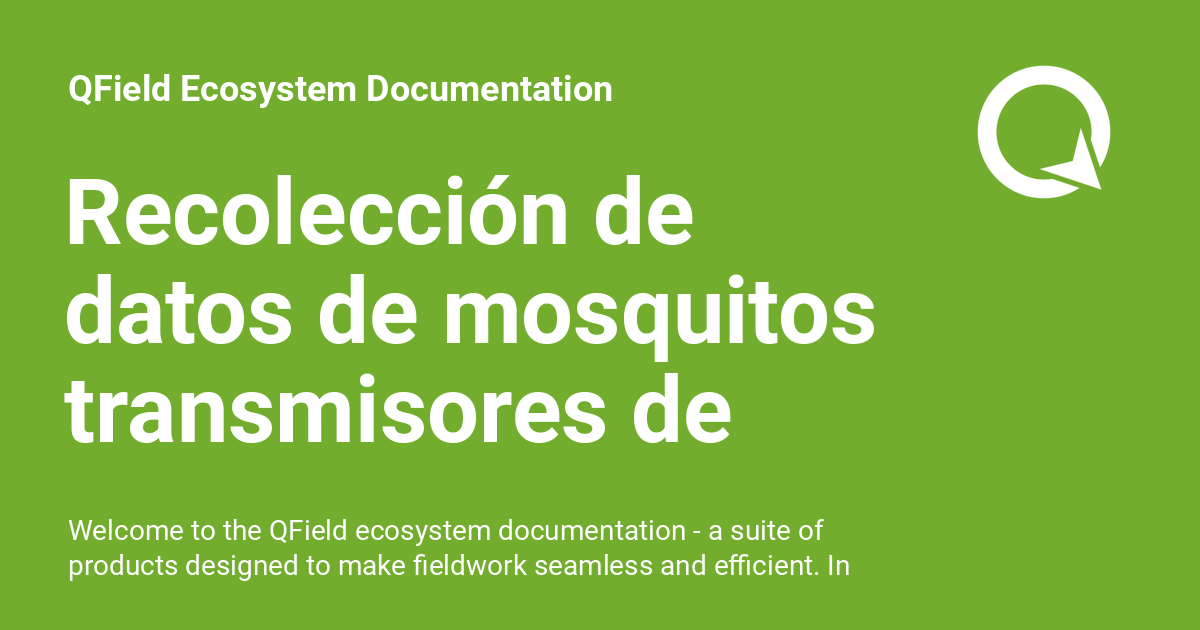 QField Ecosystem Documentation
Recolección de
datos de mosquitos
transmisores de
Welcome to the QField ecosystem documentation - a suite of
products designed to make fieldwork seamless and efficient. In